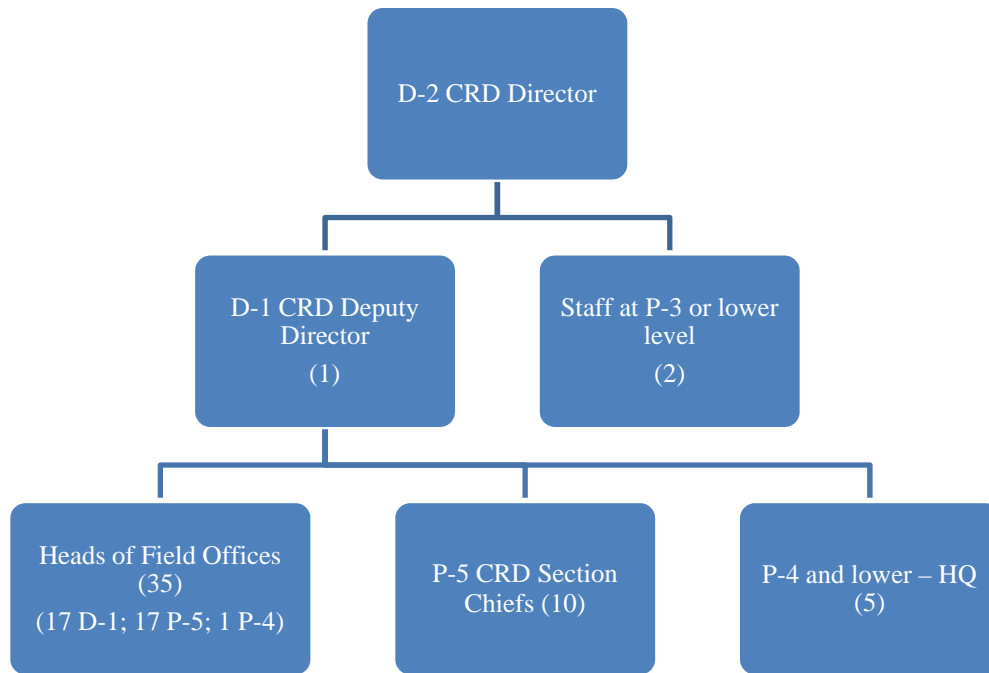 D-2 CRD Director
D-1 CRD Deputy
Director
(1)
Staff at P-3 or lower
level
(2)
Heads of Field Offices
(35)
(17 D-1; 17 P-5; 1 P-4)
P-5 CRD Section
Chiefs (10)
P-4 and lower – HQ
(5)